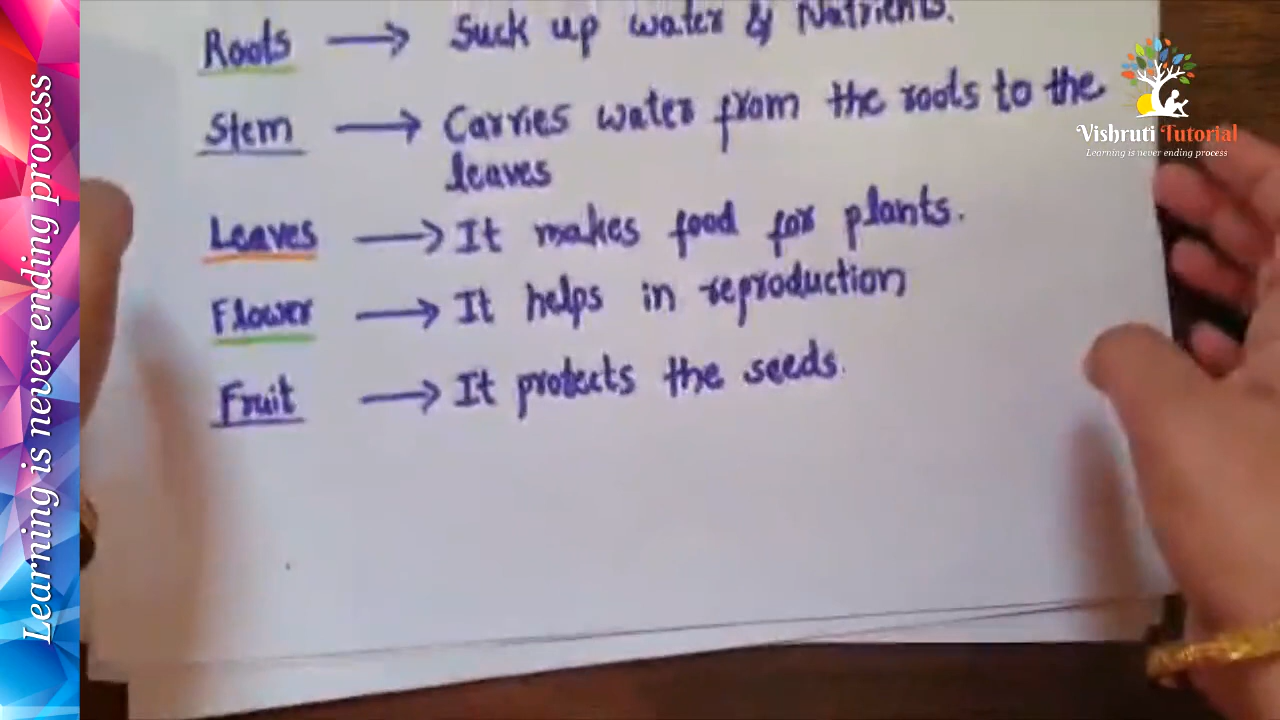 Roots → Suck up water & Nutrients.
Stem → Carries water from the roots to the
leaves
Leaves → It makes food for plants.
Flower → It helps in reproduction
Fruit → It protects the seeds.
Vishruti Tutorial
Learning is never ending process
Learning is never ending process